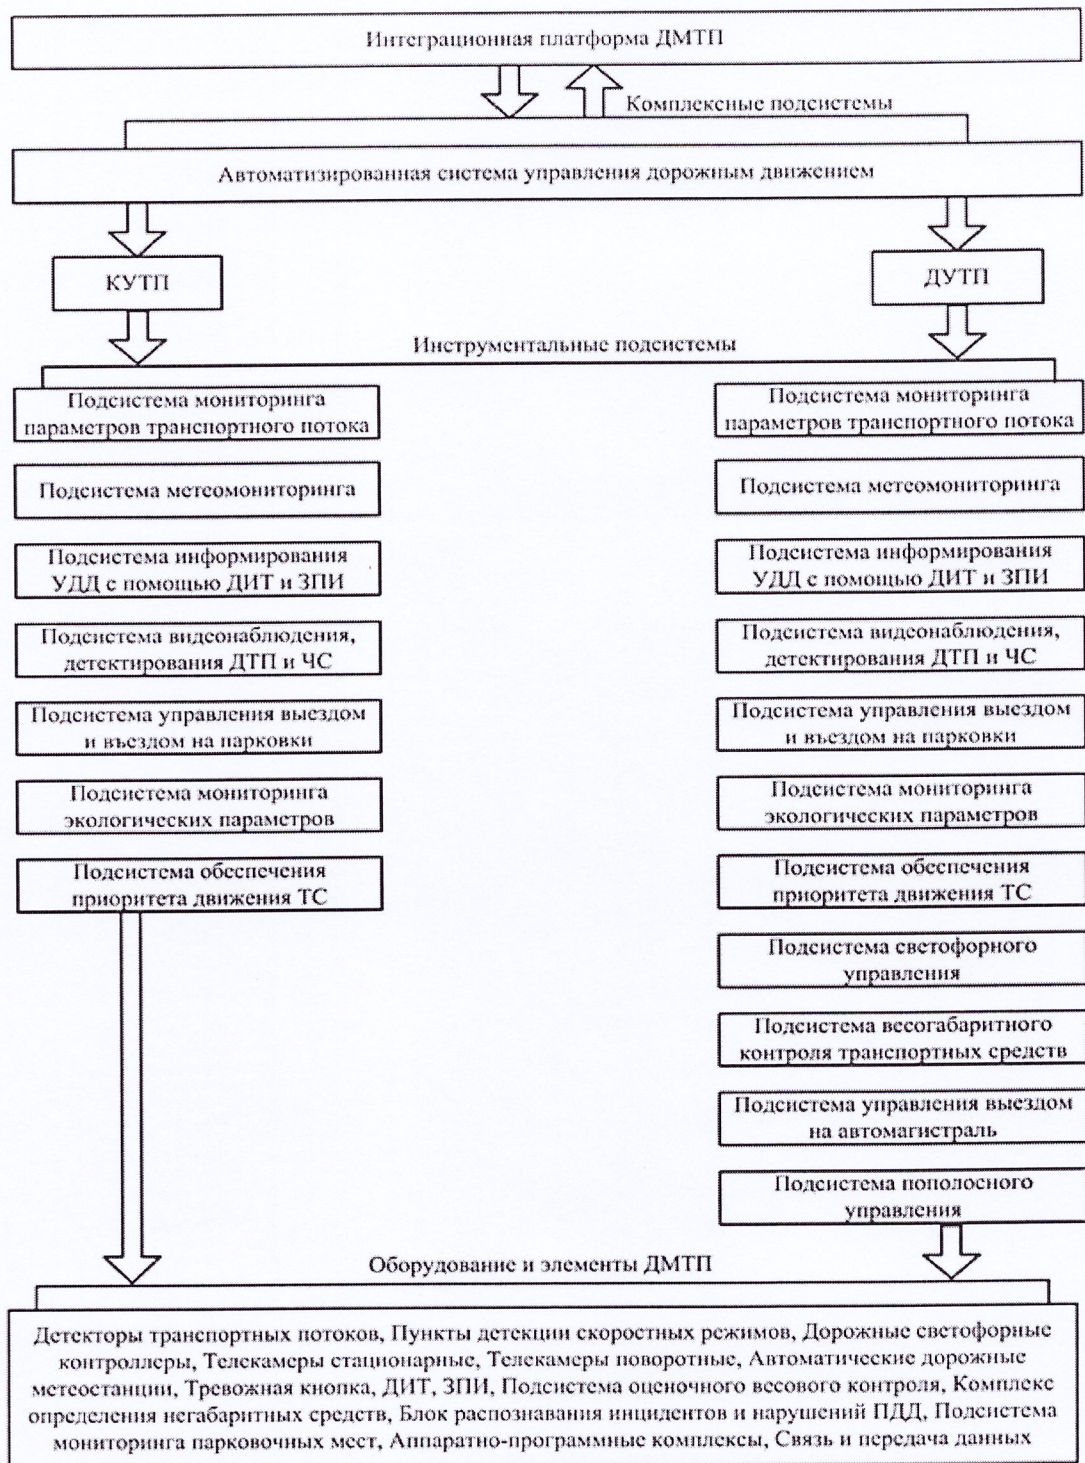 Интеграционная платформа ДМТП
Комплексные подсистемы
Автоматизированная система управления дорожным движением
КУТП
ДУТП
Инструментальные подсистемы
Подсистема мониторинга
параметров транспортного потока
Подсистема метеомониторинга
Подсистема информирования
УДД с помощью ДИТ и ЗПИ
Подсистема видеонаблюдения,
детектирования ДТП и ЧС
Подсистема управления выездом
и въездом на парковки
Подсистема мониторинга
экологических параметров
Подсистема обеспечения
приоритета движения ТС
Подсистема мониторинга
параметров транспортного потока
Подсистема метеомониторинга
Подсистема информирования
УДД с помощью ДИТ и ЗПИ
Подсистема видеонаблюдения,
детектирования ДТП и ЧС
Подсистема управления выездом
и въездом на парковки
Подсистема мониторинга
экологических параметров
Подсистема обеспечения
приоритета движения ТС
Подсистема светофорного
управления
Подсистема весогабаритного
контроля транспортных средств
Подсистема управления выездом
на автомагистраль
Подсистема пополосного
управления
Оборудование и элементы ДМТП
Детекторы транспортных потоков, Пункты детекции скоростных режимов, Дорожные светофорные
контроллеры, Телекамеры стационарные, Телекамеры поворотные, Автоматические дорожные
метеостанции, Тревожная кнопка, ДИТ, ЗПИ, Подсистема оценочного весового контроля, Комплекс
определения негабаритных средств, Блок распознавания инцидентов и нарушений ПДД, Подсистема
мониторинга парковочных мест, Аппаратно-программные комплексы, Связь и передача данных